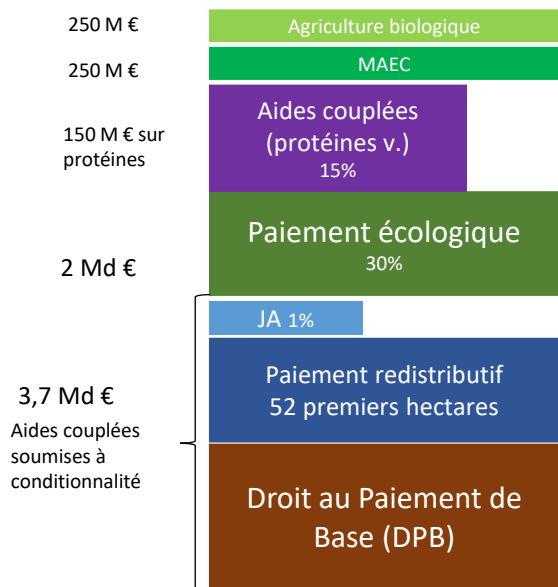 250 M €
Agriculture biologique
250 M €
MAEC
150 M € sur
protéines
Aides couplées
(protéines v.)
15%
2 Md €
Paiement écologique
30%
JA 1%
3,7 Md €
Aides couplées
soumises à
conditionnalité
Paiement redistributif
52 premiers hectares
Droit au Paiement de
Base (DPB)